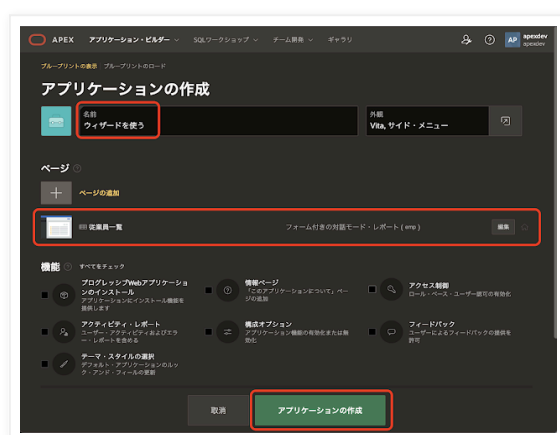 APEX アプリケーション・ビルダー SQLワークショップ チーム開発 ギャラリ AP apexdev
apexdev
ブループリントの表示 ブループリントのロード
アプリケーションの作成
名前
ウィザードを使う
外観
Vita, サイド・メニュー
ページ
ページの追加
従業員一覧 フォーム付きの対話モード・レポート ( emp ) 編集
機能 すべてをチェック
プログレッシブWebアプリケーションのインストール
アプリケーションにインストール機能を
提供します
情報ページ
「このアプリケーションについて」ペー
ジの追加
アクセス制御
ロール・ベース・ユーザー認可の有効化
アクティビティ・レポート
ユーザー・アクティビティおよびエラ
ー・レポートを含める
構成オプション
アプリケーション機能の有効化または無
効化
フィードバック
ユーザーによるフィードバックの提供を
許可
テーマ・スタイルの選択
デフォルト・アプリケーションのルッ
ク・アンド・フィールの更新
取消 アプリケーションの作成